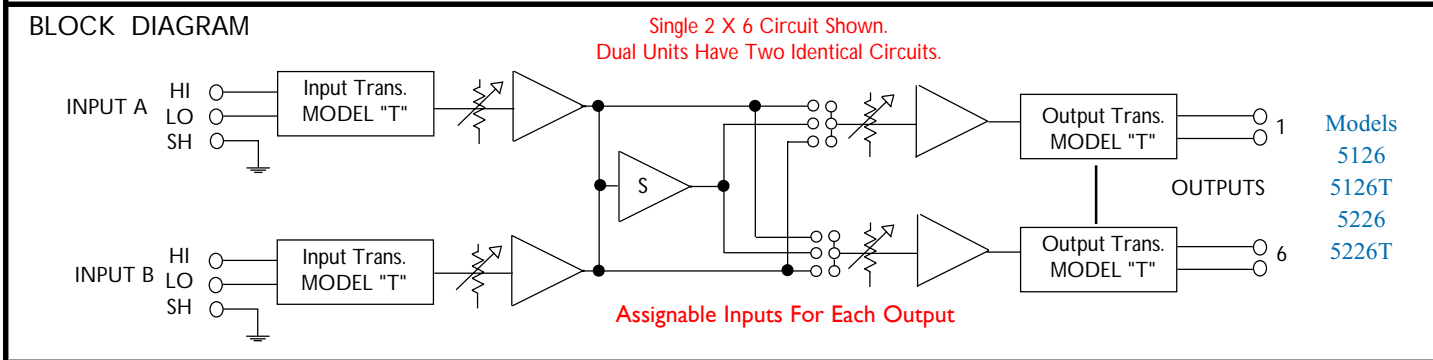 BLOCK DIAGRAM
Single 2 X 6 Circuit Shown.
Dual Units Have Two Identical Circuits.
INPUT A
HI
LO
SH
Input Trans.
MODEL "T"
S
Output Trans.
MODEL "T"
1
OUTPUTS
Models
5126
5126T
5226
5226T
INPUT B
HI
LO
SH
Input Trans.
MODEL "T"
Output Trans.
MODEL "T"
6
Assignable Inputs For Each Output